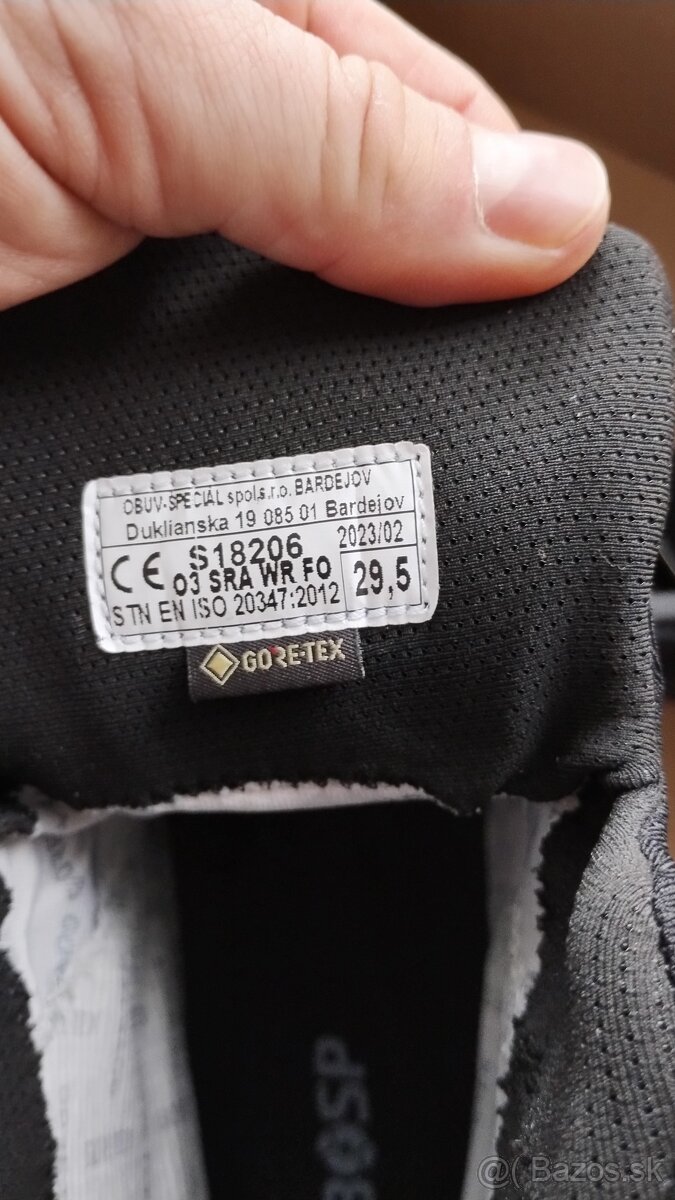 OBUV-SPECIAL spol.s.r.o. BARDEJOV
Duklianska 19 085 01 Bardejov
CE S18206 2023/02
O3 SRA WR FO 29,5
STN EN ISO 20347:2012
GORE-TEX
BOSP
@( Bazos.sk